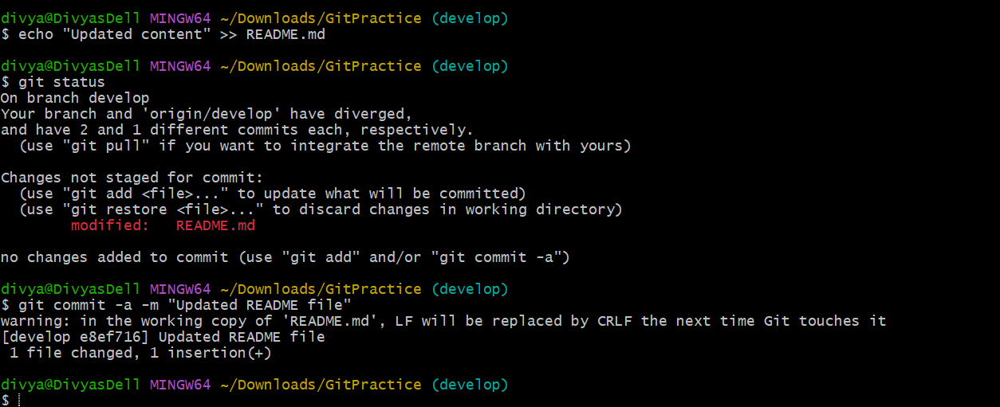 divya@DivyasDell MINGW64 ~/Downloads/GitPractice (develop)
$ echo "Updated content" >> README.md
divya@DivyasDell MINGW64 ~/Downloads/GitPractice (develop)
$ git status
On branch develop
Your branch and 'origin/develop' have diverged,
and have 2 and 1 different commits each, respectively.
  (use "git pull" if you want to integrate the remote branch with yours)
Changes not staged for commit:
  (use "git add <file>..." to update what will be committed)
  (use "git restore <file>..." to discard changes in working directory)
        modified:   README.md
no changes added to commit (use "git add" and/or "git commit -a")
divya@DivyasDell MINGW64 ~/Downloads/GitPractice (develop)
$ git commit -a -m "Updated README file"
warning: in the working copy of 'README.md', LF will be replaced by CRLF the next time Git touches it
[develop e8ef716] Updated README file
 1 file changed, 1 insertion(+)
divya@DivyasDell MINGW64 ~/Downloads/GitPractice (develop)
$